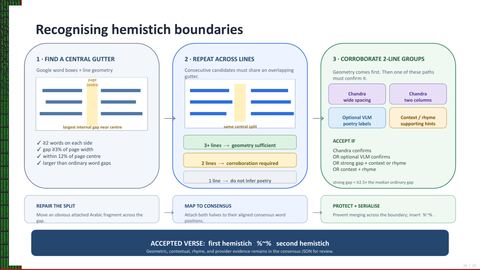 Recognising hemistich boundaries
1 · FIND A CENTRAL GUTTER
Google word boxes + line geometry
page
centre
largest internal gap near centre
✓ ≥2 words on each side
✓ gap ≥3% of page width
✓ within 12% of page centre
✓ larger than ordinary word gaps
2 · REPEAT ACROSS LINES
Consecutive candidates must share an overlapping
gutter.
same central split
3+ lines → geometry sufficient
2 lines → corroboration required
1 line → do not infer poetry
3 · CORROBORATE 2-LINE GROUPS
Geometry comes first. Then one of these paths
must confirm it.
Chandra
wide spacing
Chandra
two columns
Optional VLM
poetry labels
Context / rhyme
supporting hints
ACCEPT IF
Chandra confirms
OR optional VLM confirms
OR strong gap + context or rhyme
OR context + rhyme
strong gap = ≥2.5× the median ordinary gap
REPAIR THE SPLIT
Move an obvious attached Arabic fragment across the
gap.
MAP TO CONSENSUS
Attach both halves to their aligned consensus word
positions.
PROTECT + SERIALISE
Prevent merging across the boundary; insert %~% .
ACCEPTED VERSE: first hemistich %~% second hemistich
Geometric, contextual, rhyme, and provider evidence remains in the consensus JSON for review.